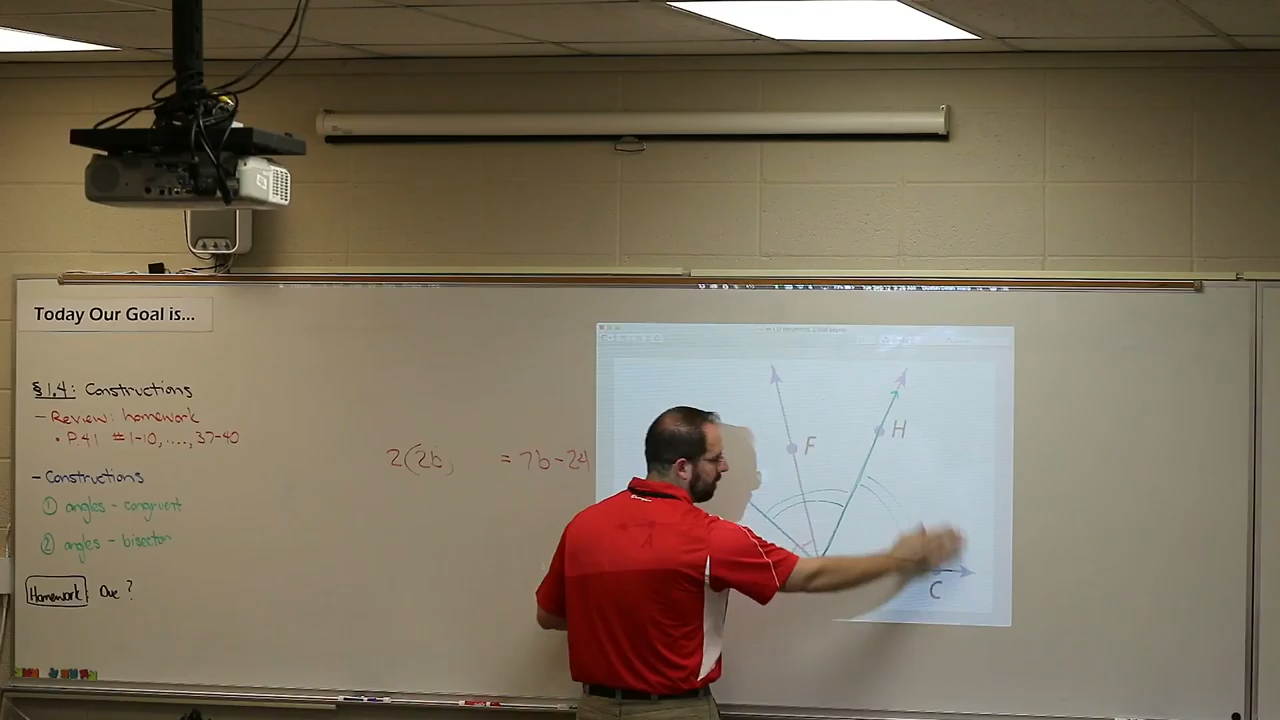 Today Our Goal is...
§1.4: Constructions
- Review: homework
• P.41 #1-10, ...., 37-40
- Constructions
① angles - congruent
② angles - bisector
Homework Due?
2(2b) = 7b - 24
F
H
A
C